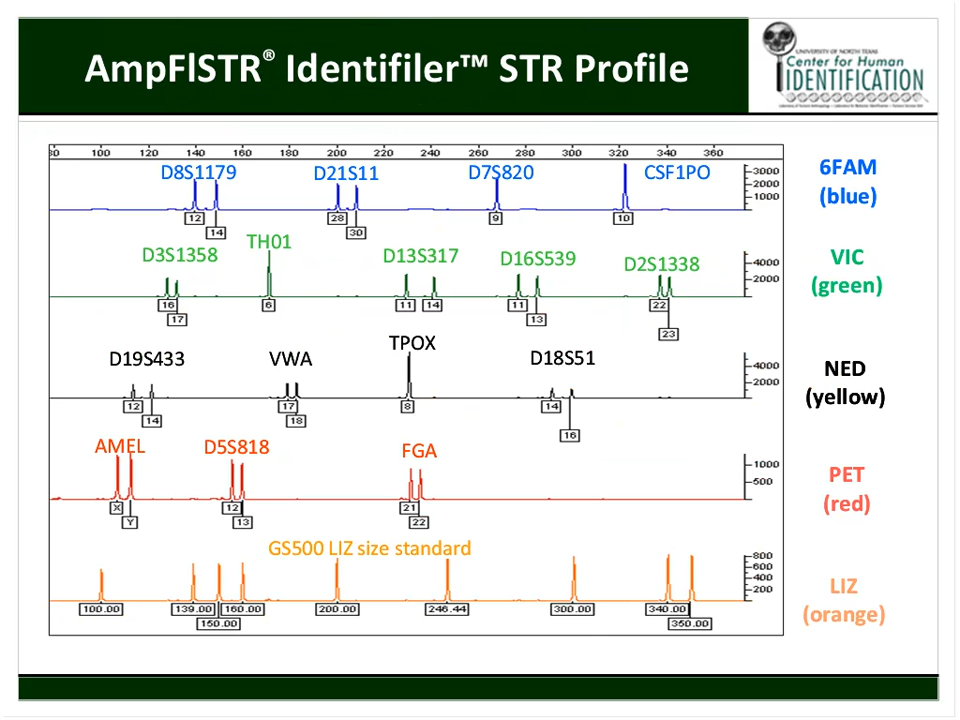 AmpFlSTR® Identifiler™ STR Profile
UNIVERSITY OF NORTH TEXAS
Center for Human
IDENTIFICATION
80 100 120 140 160 180 200 220 240 260 280 300 320 340 360
D8S1179 D21S11 D7S820 CSF1PO
3000
2000
1000
12 28 9 10
14 30
6FAM
(blue)
D3S1358 TH01 D13S317 D16S539 D2S1338
4000
2000
16 6 11 14 11 22
17 13
23
VIC
(green)
D19S433 VWA TPOX D18S51
4000
2000
12 17 8 14
14 18
16
NED
(yellow)
AMEL D5S818 FGA
1000
500
X 12 21
Y 13 22
PET
(red)
GS500 LIZ size standard
800
600
400
200
100.00 139.00 160.00 200.00 246.44 300.00 340.00
150.00 350.00
LIZ
(orange)